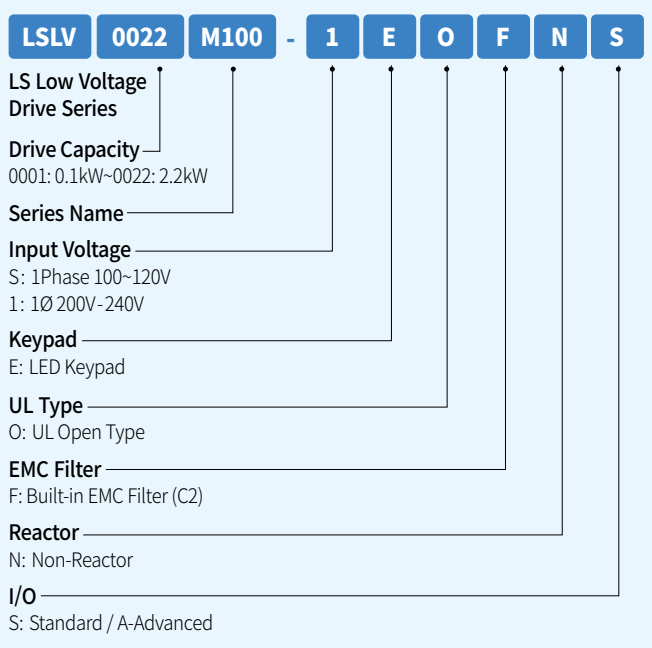 LSLV 0022 M100 - 1 E O F N S
LS Low Voltage
Drive Series
Drive Capacity
0001: 0.1kW~0022: 2.2kW
Series Name
Input Voltage
S: 1Phase 100~120V
1: 1Ø 200V-240V
Keypad
E: LED Keypad
UL Type
O: UL Open Type
EMC Filter
F: Built-in EMC Filter (C2)
Reactor
N: Non-Reactor
I/O
S: Standard / A-Advanced